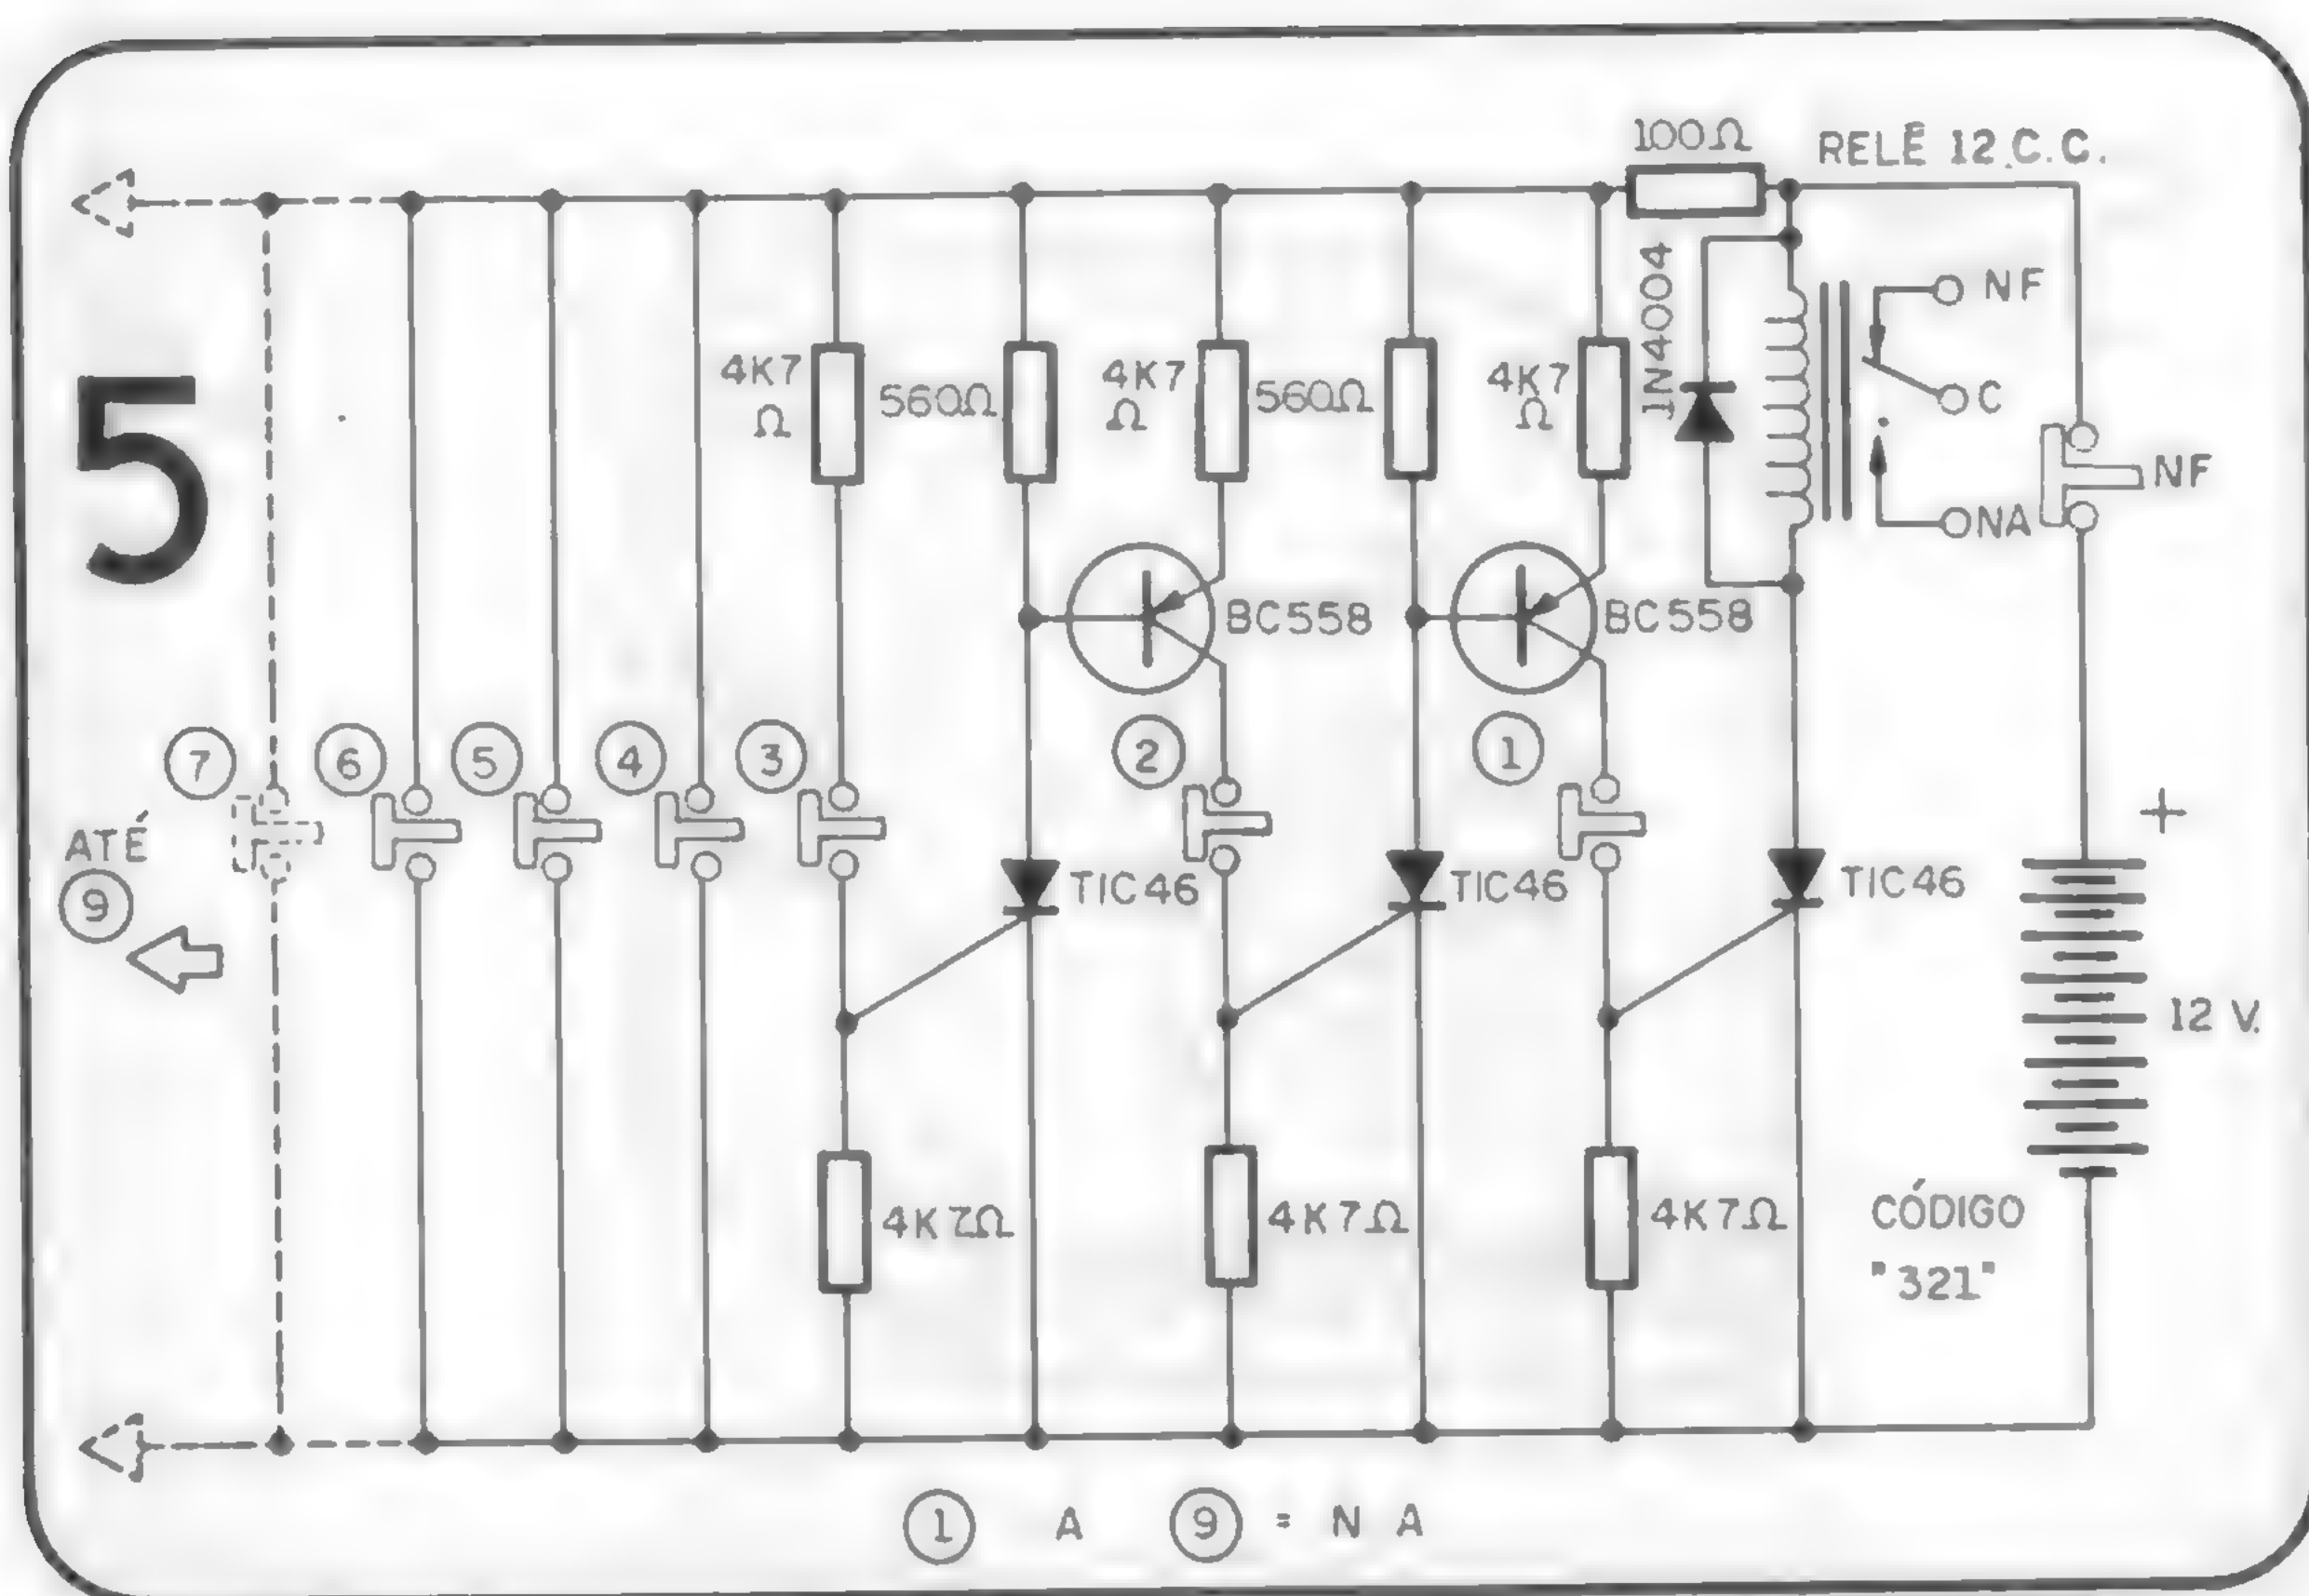 100Ω
RELÉ 12.C.C.
5
1N4004
NF
C
NA
NF
4K7
Ω
560Ω
4K7
Ω
560Ω
4K7
Ω
BC558
BC558
7
6
5
4
3
2
1
ATÉ
9
TIC46
TIC46
TIC46
+
12 V.
4K7Ω
4K7Ω
4K7Ω
CÓDIGO
"321"
1 A 9 = N A